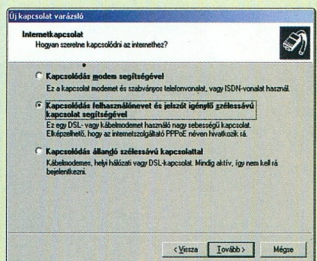 Új kapcsolat varázsló
Internetkapcsolat
Hogyan szeretne kapcsolódni az internethez?
Kapcsolódás modem segítségével
Ez a kapcsolat modemet és szabványos telefonvonalat, vagy ISDN-vonalat használ.
Kapcsolódás felhasználónevet és jelszót igénylő szélessávú
kapcsolat segítségével
Ez egy DSL- vagy kábelmodemet használó nagy sebességű kapcsolat.
Elképzelhető, hogy az internetszolgáltató PPPoE néven hivatkozik rá.
Kapcsolódás állandó szélessávú kapcsolattal
Kábelmodemes, helyi hálózati vagy DSL-kapcsolat. Mindig aktív, így nem kell rá
bejelentkezni.
< Vissza Tovább > Mégse